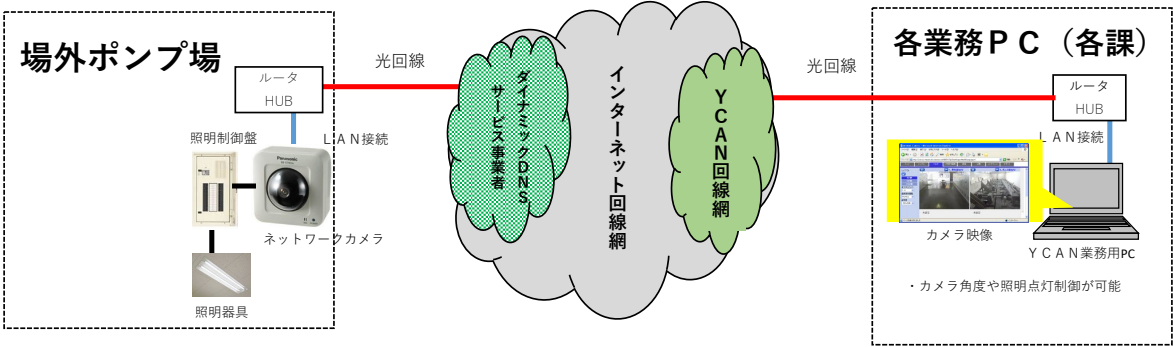 場外ポンプ場
ルータ
HUB
光回線
照明制御盤
LAN接続
Panasonic
ネットワークカメラ
照明器具
ダイナミックDNS
サービス事業者
インターネット回線網
YCAN回線網
光回線
各業務PC（各課）
ルータ
HUB
LAN接続
カメラ映像
YCAN業務用PC
・カメラ角度や照明点灯制御が可能